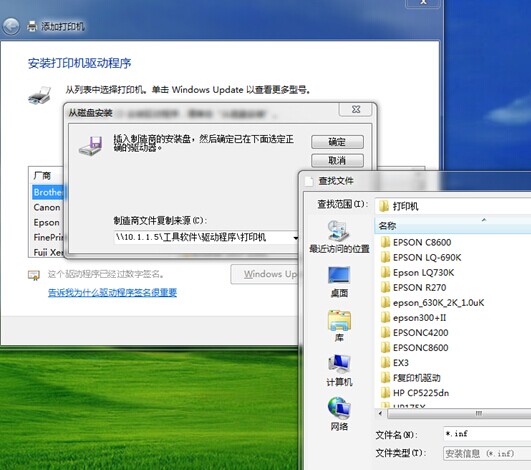 添加打印机
安装打印机驱动程序
从列表中选择打印机。单击 Windows Update 以查看更多型号。
从磁盘安装
插入制造商的安装盘，然后确定已在下面选定正
确的驱动器。
确定
取消
制造商文件复制来源(C):
\\10.1.1.5\工具软件\驱动程序\打印机
厂商
Brother
Canon
Epson
FinePrin
Fuji Xer
这个驱动程序已经过数字签名。
Windows Up
告诉我为什么驱动程序签名很重要
查找文件
查找范围(I):
打印机
名称
最近访问的位置
桌面
库
计算机
网络
EPSON C8600
EPSON LQ-690K
Epson LQ730K
EPSON R270
epson_630K_2K_1.0uK
epson300+II
EPSONC4200
EPSONC8600
EX3
F复印机驱动
HP CP5225dn
文件名(N):
*.inf
文件类型(T):
安装信息 (*.inf)